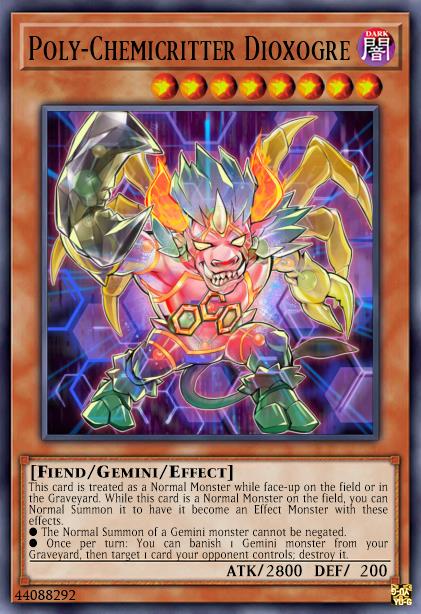 Poly-Chemicritter Dioxogre
DARK
闇
[Fiend/Gemini/Effect]
This card is treated as a Normal Monster while face-up on the field or in
the Graveyard. While this card is a Normal Monster on the field, you can
Normal Summon it to have it become an Effect Monster with these
effects.
● The Normal Summon of a Gemini monster cannot be negated.
● Once per turn: You can banish 1 Gemini monster from your
Graveyard, then target 1 card your opponent controls; destroy it.
ATK/2800 DEF/ 200
44088292